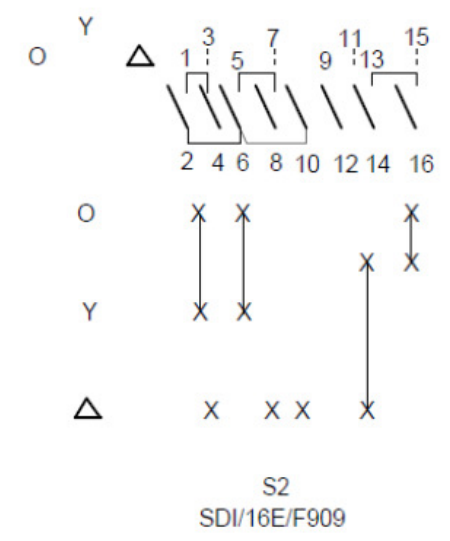 Y 3 7 11 15
O △ 1 5 9 13
2 4 6 8 10 12 14 16
O X X X
X X
Y X X
△ X X X X
S2
SDI/16E/F909